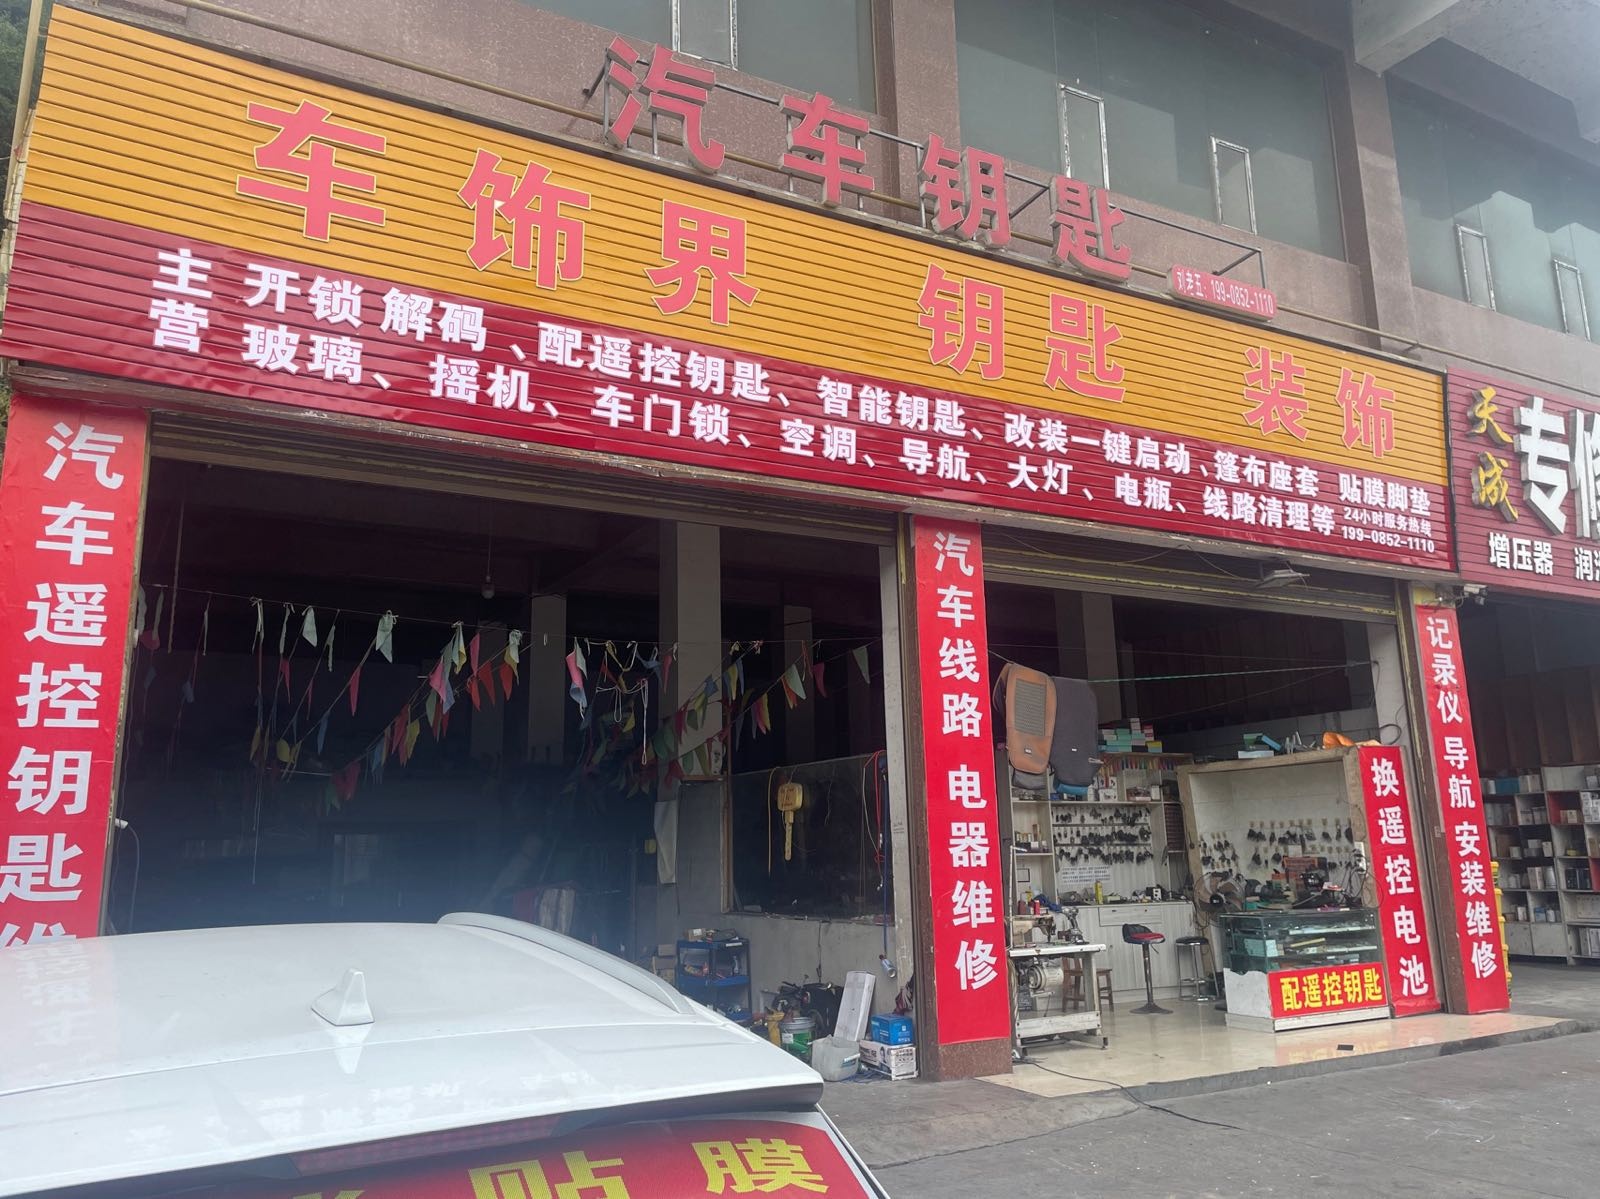 汽车钥匙
刘老五：199-0852-1110
车饰界 钥匙 装饰
主营
开锁 解码、配遥控钥匙、智能钥匙、改装一键启动、篷布座套 贴膜脚垫
玻璃、摇机、车门锁、空调、导航、大灯、电瓶、线路清理等
24小时服务热线
199-0852-1110
天成
专修
增压器
汽车遥控钥匙维
汽车线路 电器维修
记录仪 导航 安装维修
换遥控电池
配遥控钥匙
贴膜